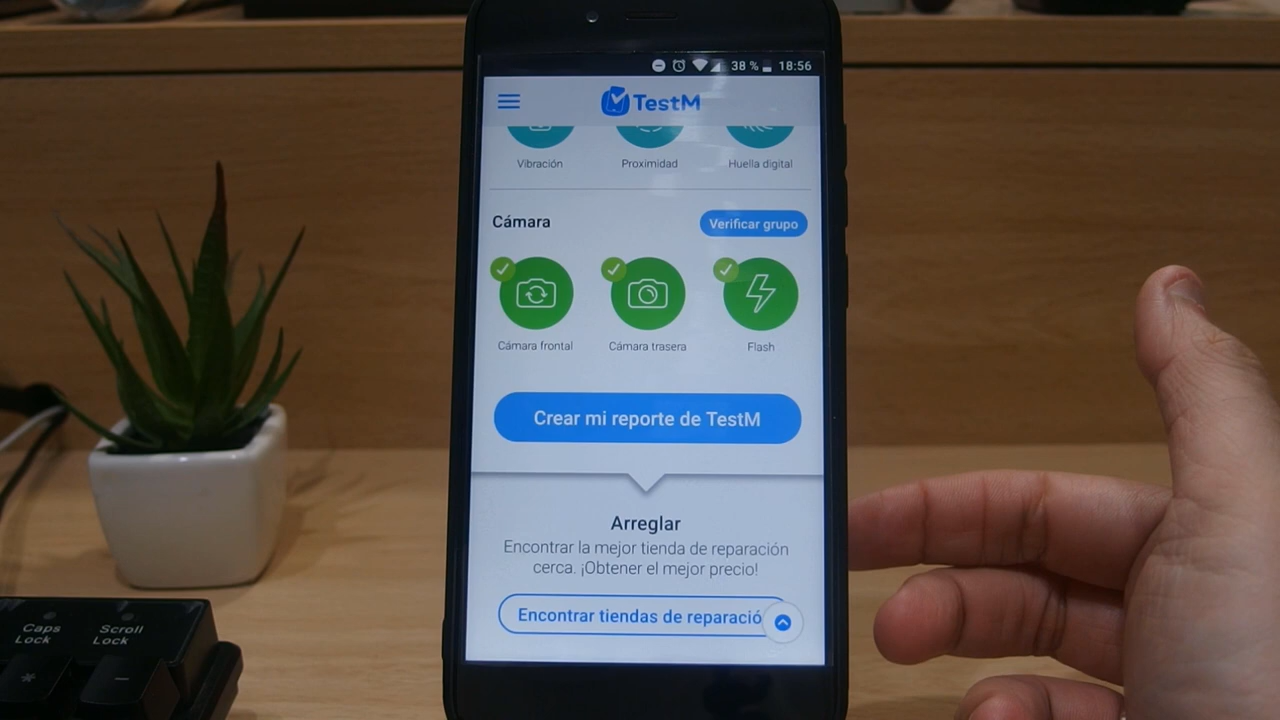 38 % 18:56
TestM
Vibración Proximidad Huella digital
Cámara Verificar grupo
Cámara frontal Cámara trasera Flash
Crear mi reporte de TestM
Arreglar
Encontrar la mejor tienda de reparación
cerca. ¡Obtener el mejor precio!
Encontrar tiendas de reparació
Caps Scroll
Lock Lock
* −